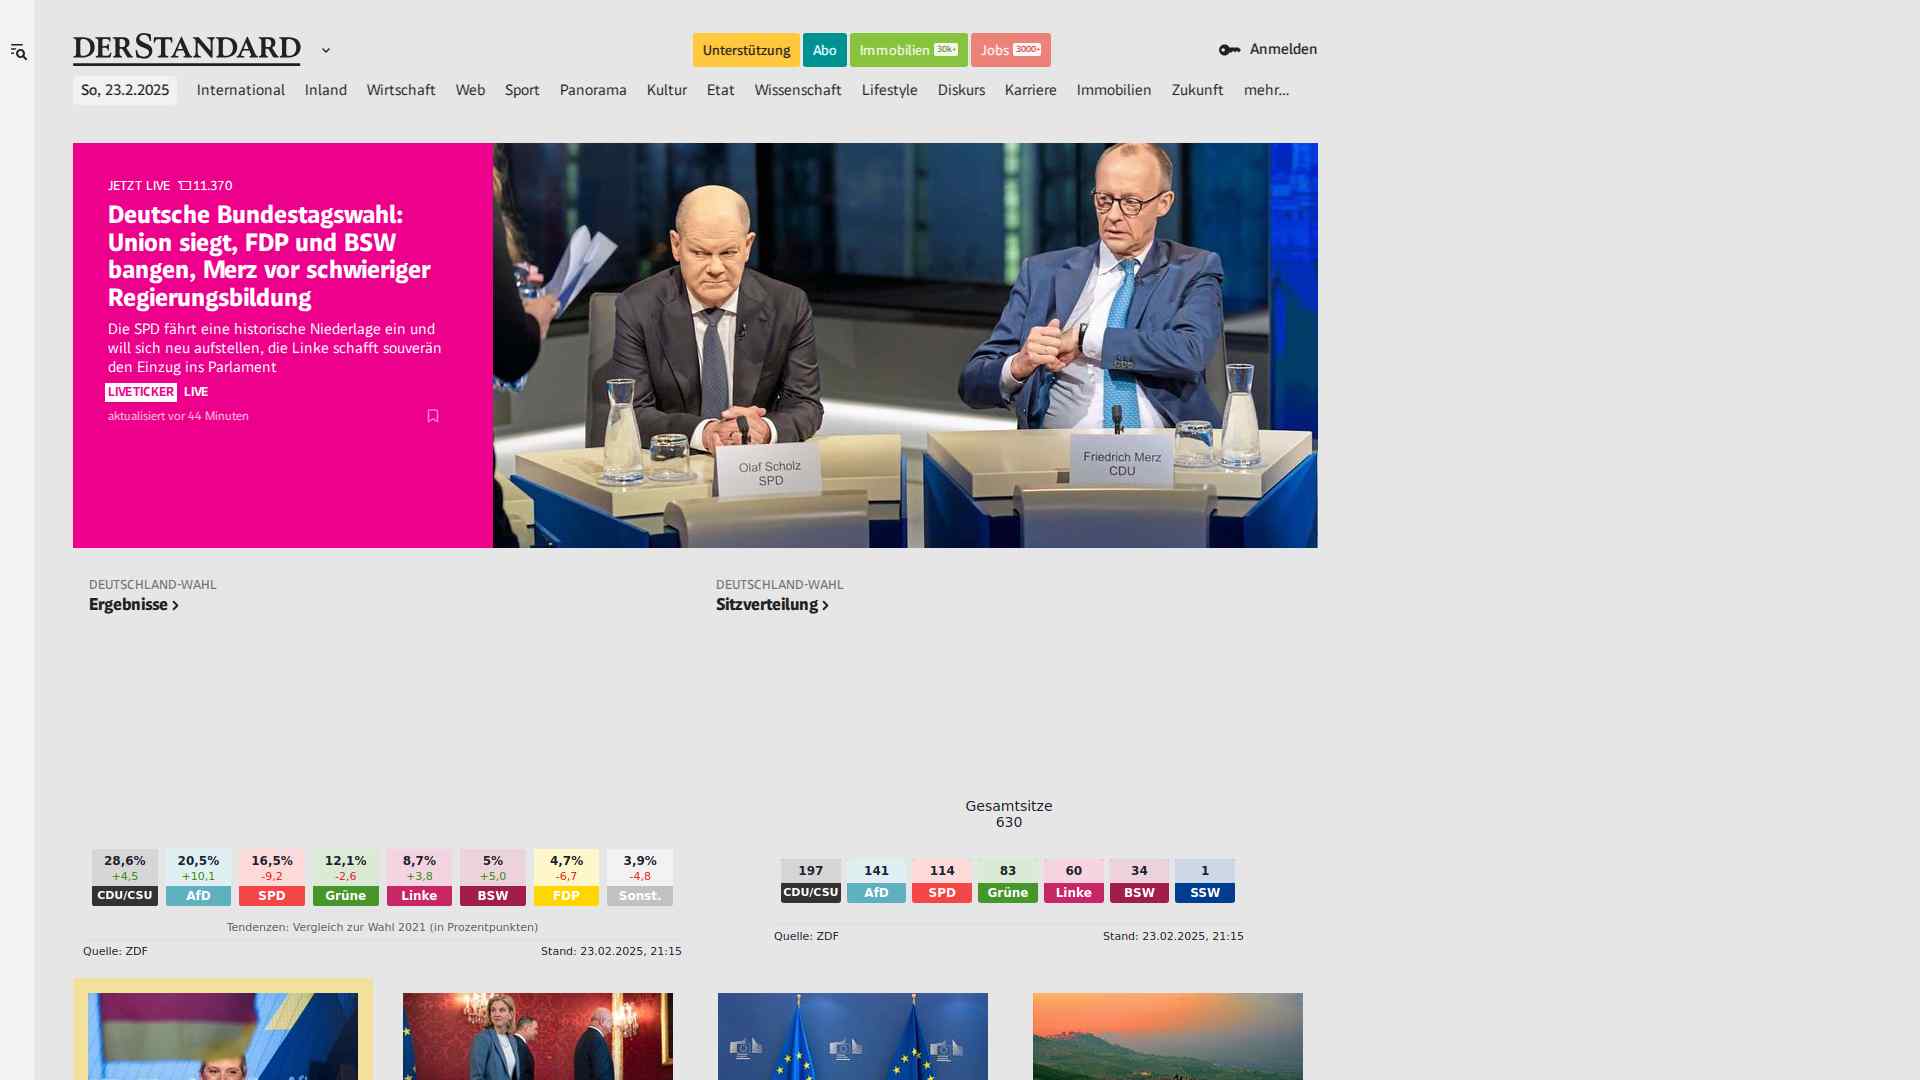 DERSTANDARD
Unterstützung
Abo
Immobilien 30k+
Jobs 3000+
Anmelden
So, 23.2.2025
International
Inland
Wirtschaft
Web
Sport
Panorama
Kultur
Etat
Wissenschaft
Lifestyle
Diskurs
Karriere
Immobilien
Zukunft
mehr…
JETZT LIVE 11.370
Deutsche Bundestagswahl:
Union siegt, FDP und BSW
bangen, Merz vor schwieriger
Regierungsbildung
Die SPD fährt eine historische Niederlage ein und
will sich neu aufstellen, die Linke schafft souverän
den Einzug ins Parlament
LIVETICKER LIVE
aktualisiert vor 44 Minuten
Olaf Scholz
SPD
Friedrich Merz
CDU
CDU
DEUTSCHLAND-WAHL
Ergebnisse
28,6% 20,5% 16,5% 12,1% 8,7% 5% 4,7% 3,9%
+4,5 +10,1 -9,2 -2,6 +3,8 +5,0 -6,7 -4,8
CDU/CSU AfD SPD Grüne Linke BSW FDP Sonst.
Tendenzen: Vergleich zur Wahl 2021 (in Prozentpunkten)
Quelle: ZDF
Stand: 23.02.2025, 21:15
DEUTSCHLAND-WAHL
Sitzverteilung
Gesamtsitze
630
197 141 114 83 60 34 1
CDU/CSU AfD SPD Grüne Linke BSW SSW
Quelle: ZDF
Stand: 23.02.2025, 21:15